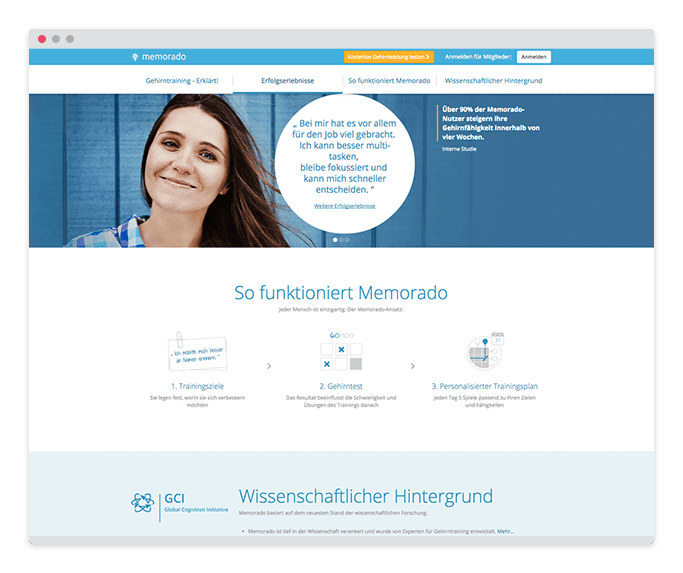 memorado
Kostenlos Gehirnleistung testen
Anmelden für Mitglieder:
Anmelden
Gehirntraining - Erklärt!
Erfolgserlebnisse
So funktioniert Memorado
Wissenschaftlicher Hintergrund
„ Bei mir hat es vor allem
für den Job viel gebracht.
Ich kann besser multi-
tasken,
bleibe fokussiert und
kann mich schneller
entscheiden. “
Weitere Erfolgserlebnisse
Über 90% der Memorado-
Nutzer steigern ihre
Gehirnfähigkeit innerhalb von
vier Wochen.
Interne Studie
So funktioniert Memorado
Jeder Mensch ist einzigartig. Der Memorado-Ansatz:
„ Ich möchte mich besser
an Namen erinnern. “
31
1. Trainingsziele
Sie legen fest, worin sie sich verbessern
möchten
2. Gehirntest
Das Resultat beeinflusst die Schwierigkeit und
Übungen des Trainings danach
3. Personalisierter Trainingsplan
Jeden Tag 5 Spiele passend zu Ihren Zielen
und Fähigkeiten
GCI
Global Cognition Initiative
Wissenschaftlicher Hintergrund
Memorado basiert auf dem neuesten Stand der wissenschaftlichen Forschung.
• Memorado ist tief in der Wissenschaft verankert und wurde von Experten für Gehirntraining entwickelt. Mehr...